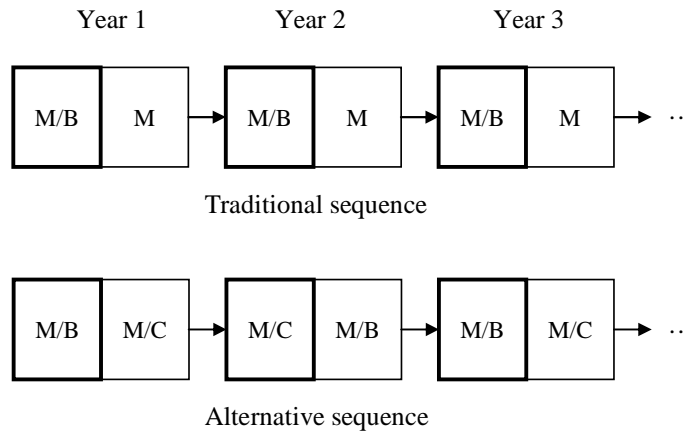 Year 1 Year 2 Year 3
M/B M M/B M M/B M ..
Traditional sequence
M/B M/C M/C M/B M/B M/C ..
Alternative sequence